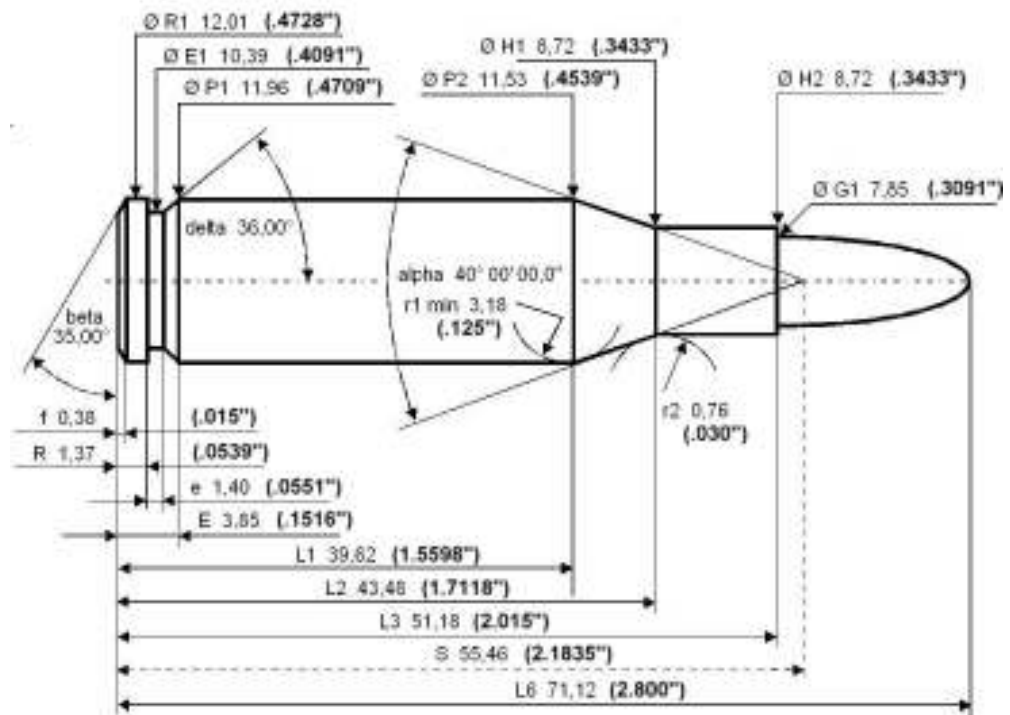 Ø R1 12,01 (.4728")
Ø E1 10,39 (.4091")
Ø P1 11,96 (.4709")
Ø H1 8,72 (.3433")
Ø P2 11,53 (.4539")
Ø H2 8,72 (.3433")
Ø G1 7,85 (.3091")
delta 36,00°
alpha 40° 00' 00,0"
r1 min 3,18
(.125")
beta
35,00°
r2 0,76
(.030")
f 0,38 (.015")
R 1,37 (.0539")
e 1,40 (.0551")
E 3,85 (.1516")
L1 39,62 (1.5598")
L2 43,48 (1.7118")
L3 51,18 (2.015")
S 55,46 (2.1835")
L6 71,12 (2.800")